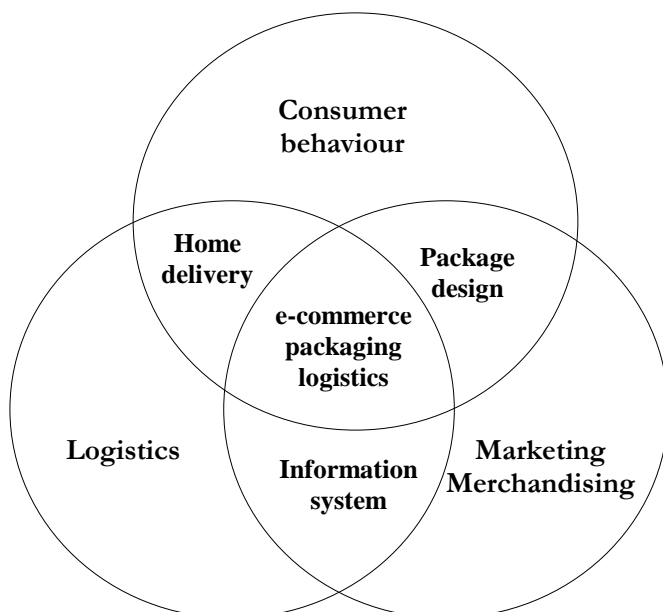 Consumer
behaviour
Home
delivery
Package
design
e-commerce
packaging
logistics
Logistics
Information
system
Marketing
Merchandising